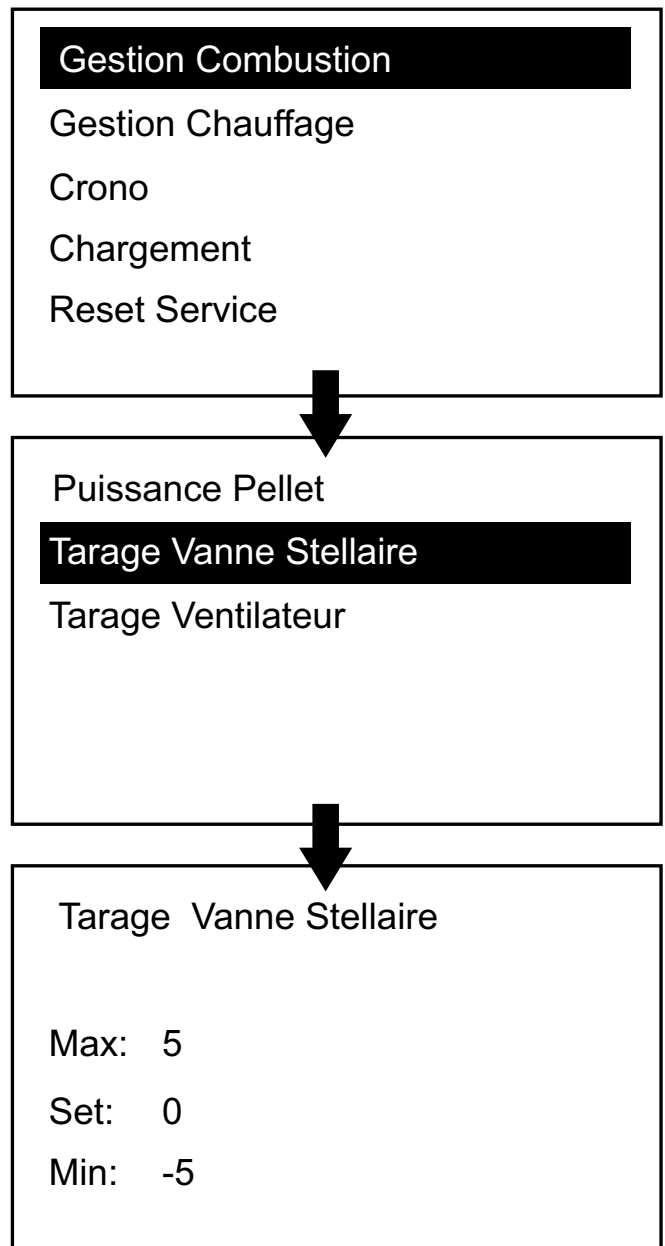 Gestion Combustion
Gestion Chauffage
Crono
Chargement
Reset Service
Puissance Pellet
Tarage Vanne Stellaire
Tarage Ventilateur
Tarage Vanne Stellaire
Max: 5
Set: 0
Min: -5